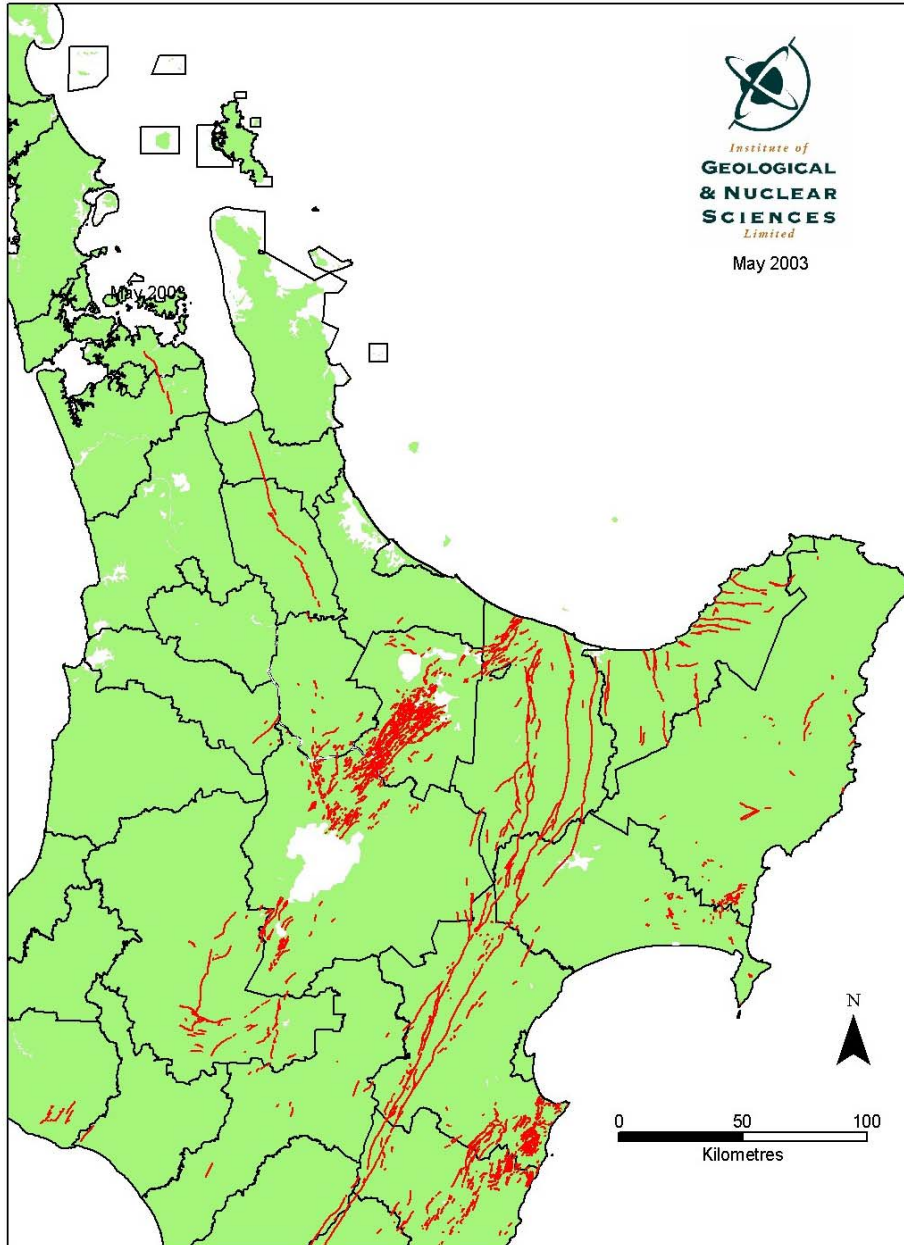 Institute of
GEOLOGICAL
& NUCLEAR
SCIENCES
Limited
May 2003
May 2003
N
0 50 100
Kilometres